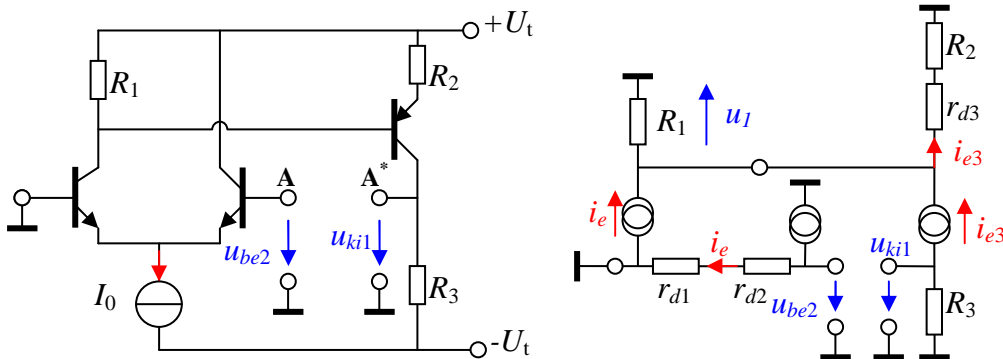 +U_t
R_1
R_2
A
A*
u_be2
u_ki1
I_0
R_3
-U_t
R_2
R_1
u_1
r_d3
i_e3
i_e
i_e
i_e3
u_ki1
r_d1
r_d2
u_be2
R_3